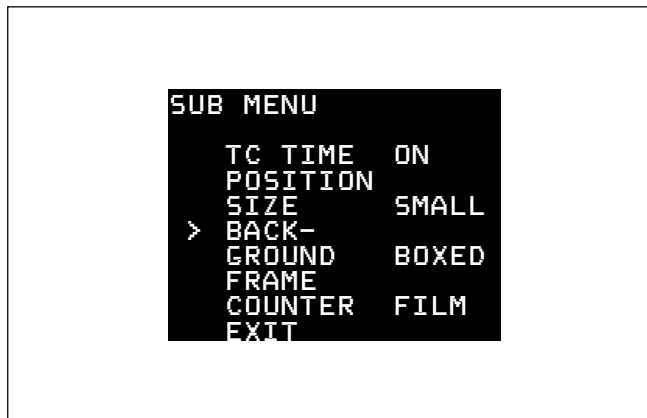 SUB MENU
TC TIME ON
POSITION
SIZE SMALL
> BACK-
GROUND BOXED
FRAME
COUNTER FILM
EXIT